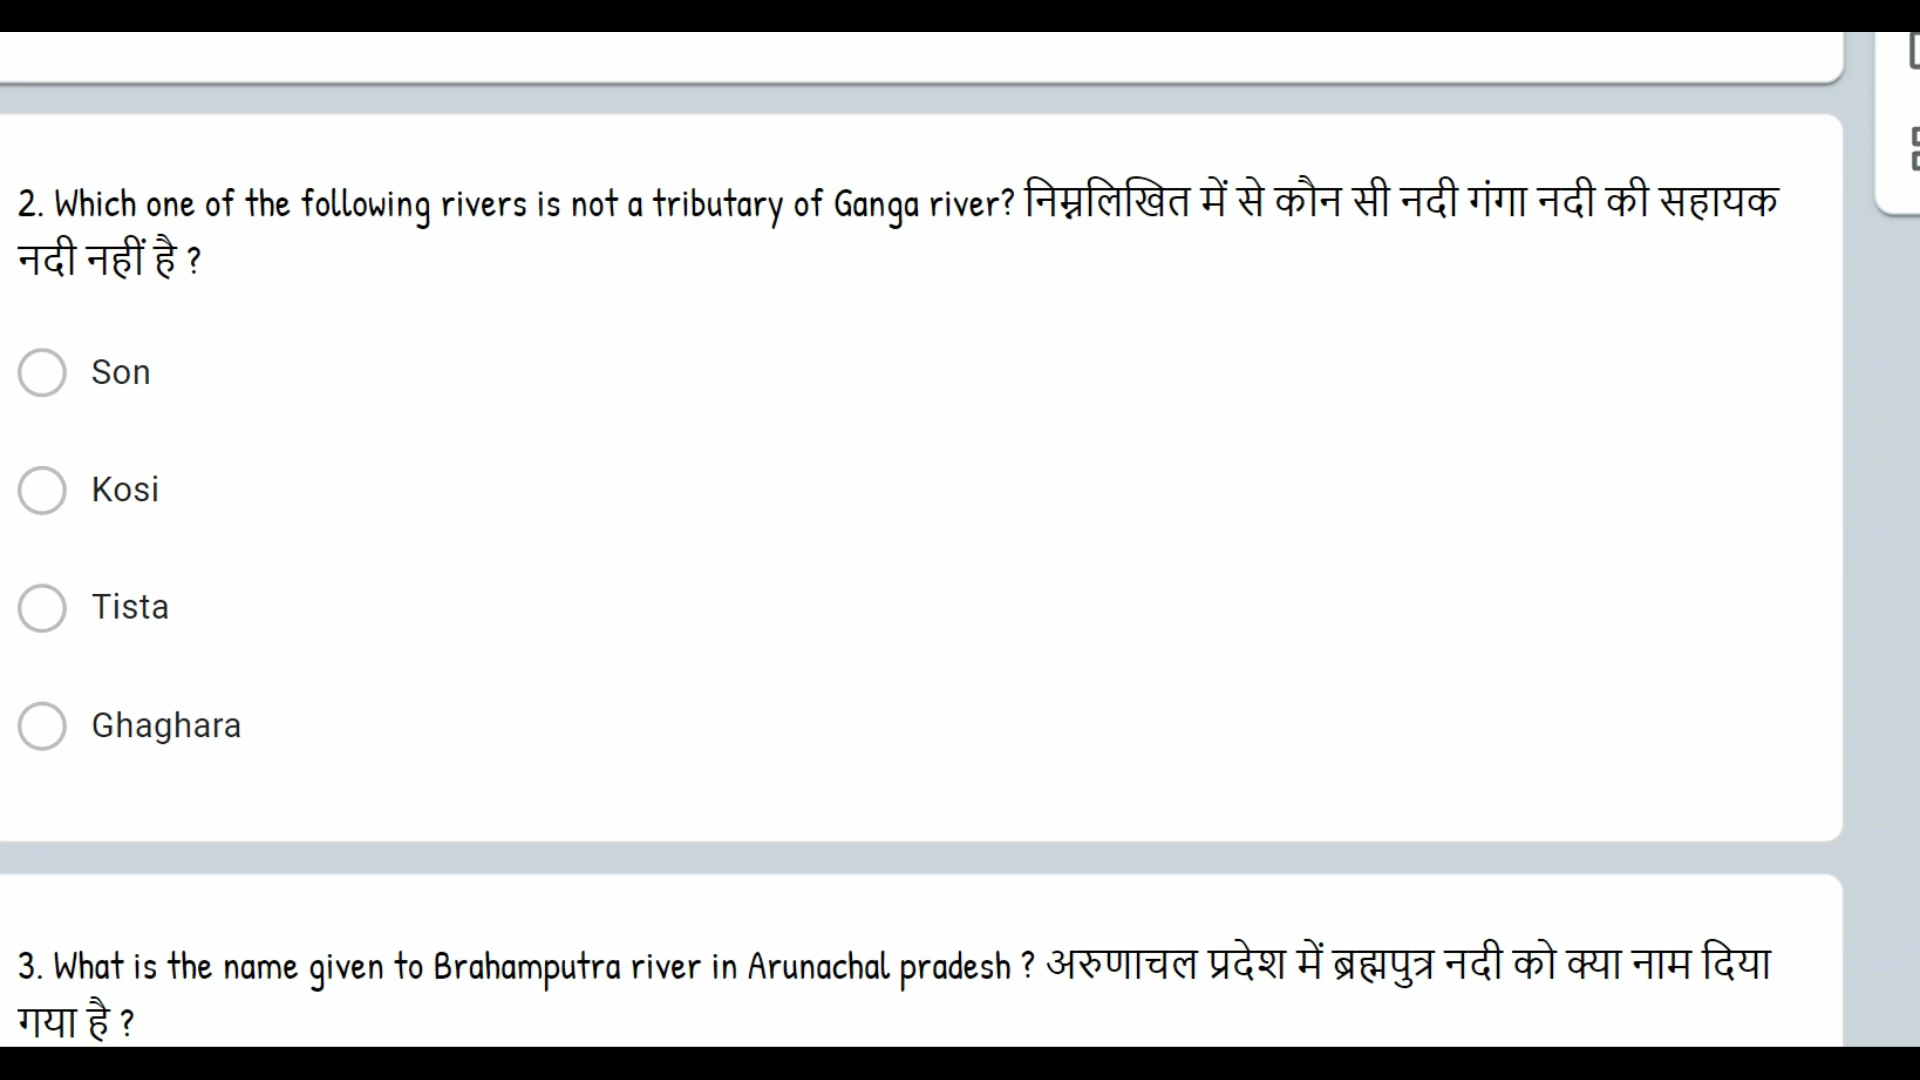 2. Which one of the following rivers is not a tributary of Ganga river? निम्नलिखित में से कौन सी नदी गंगा नदी की सहायक
नदी नहीं है ?
Son
Kosi
Tista
Ghaghara
3. What is the name given to Brahamputra river in Arunachal pradesh ? अरुणाचल प्रदेश में ब्रह्मपुत्र नदी को क्या नाम दिया
गया है ?